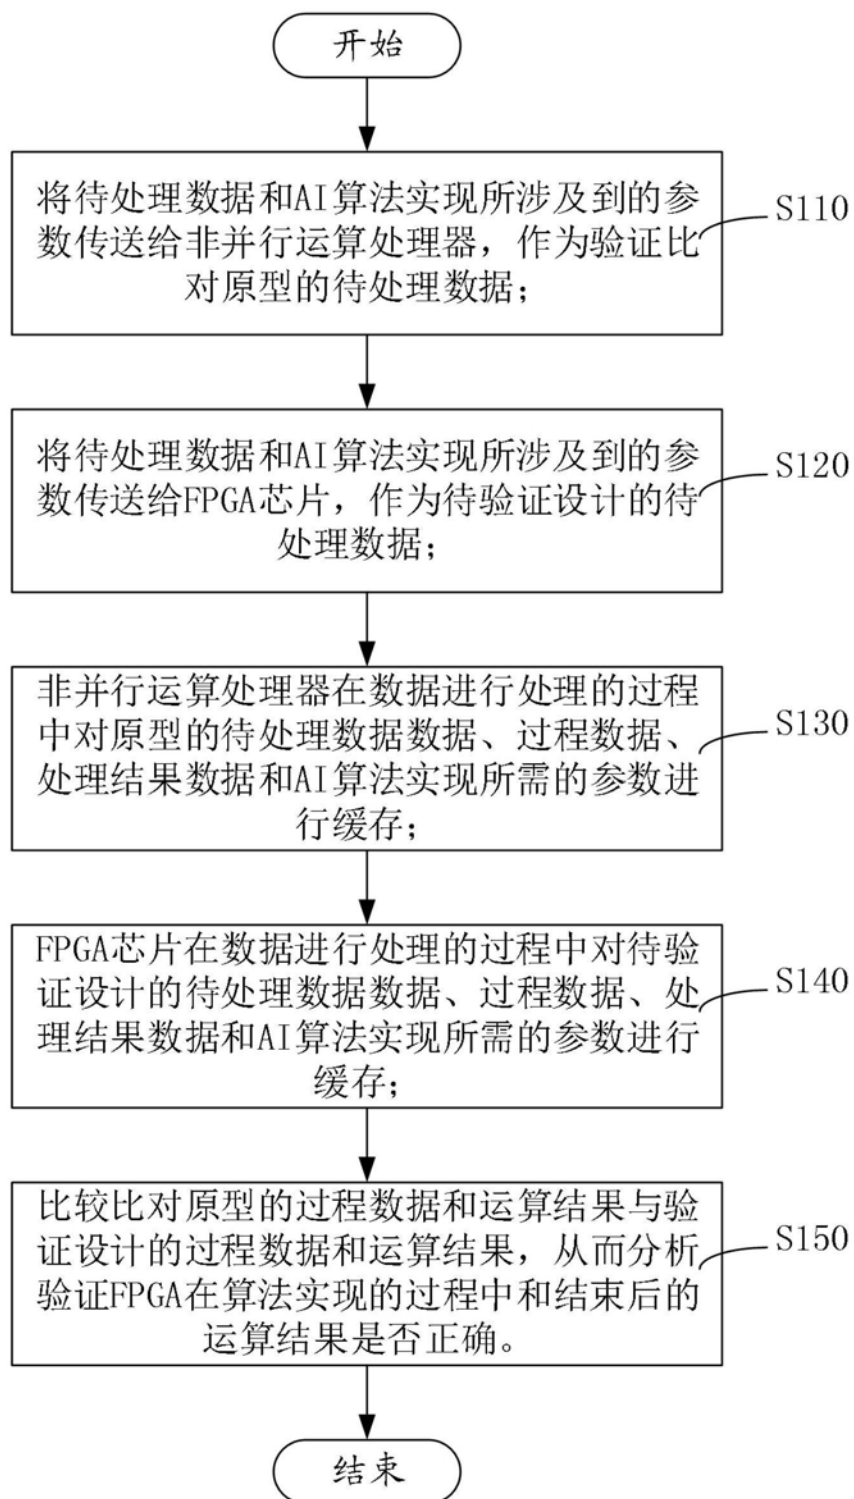 开始
将待处理数据和AI算法实现所涉及到的参
数传送给非并行运算处理器，作为验证比
对原型的待处理数据；
S110
将待处理数据和AI算法实现所涉及到的参
数传送给FPGA芯片，作为待验证设计的待
处理数据；
S120
非并行运算处理器在数据进行处理的过程
中对原型的待处理数据数据、过程数据、
处理结果数据和AI算法实现所需的参数进
行缓存；
S130
FPGA芯片在数据进行处理的过程中对待验
证设计的待处理数据数据、过程数据、处
理结果数据和AI算法实现所需的参数进行
缓存；
S140
比较比对原型的过程数据和运算结果与验
证设计的过程数据和运算结果，从而分析
验证FPGA在算法实现的过程中和结束后的
运算结果是否正确。
S150
结束